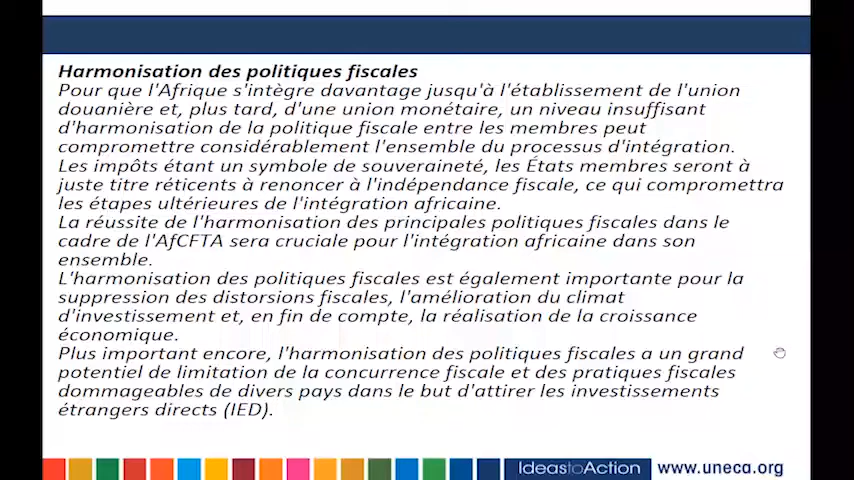 Harmonisation des politiques fiscales
Pour que l'Afrique s'intègre davantage jusqu'à l'établissement de l'union
douanière et, plus tard, d'une union monétaire, un niveau insuffisant
d'harmonisation de la politique fiscale entre les membres peut
compromettre considérablement l'ensemble du processus d'intégration.
Les impôts étant un symbole de souveraineté, les États membres seront à
juste titre réticents à renoncer à l'indépendance fiscale, ce qui compromettra
les étapes ultérieures de l'intégration africaine.
La réussite de l'harmonisation des principales politiques fiscales dans le
cadre de l'AfCFTA sera cruciale pour l'intégration africaine dans son
ensemble.
L'harmonisation des politiques fiscales est également importante pour la
suppression des distorsions fiscales, l'amélioration du climat
d'investissement et, en fin de compte, la réalisation de la croissance
économique.
Plus important encore, l'harmonisation des politiques fiscales a un grand
potentiel de limitation de la concurrence fiscale et des pratiques fiscales
dommageables de divers pays dans le but d'attirer les investissements
étrangers directs (IED).
IdeastoAction www.uneca.org